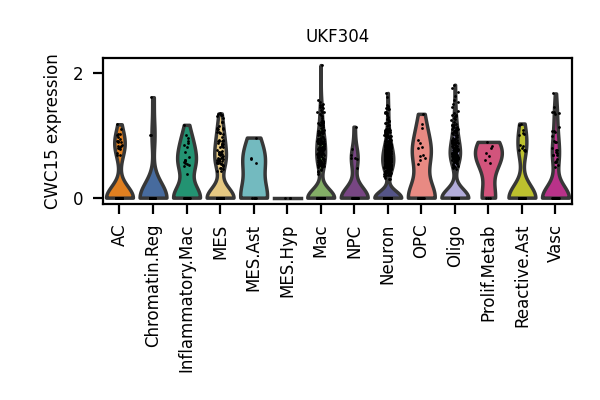 UKF304
CWC15 expression
2
0
AC
Chromatin.Reg
Inflammatory.Mac
MES
MES.Ast
MES.Hyp
Mac
NPC
Neuron
OPC
Oligo
Prolif.Metab
Reactive.Ast
Vasc